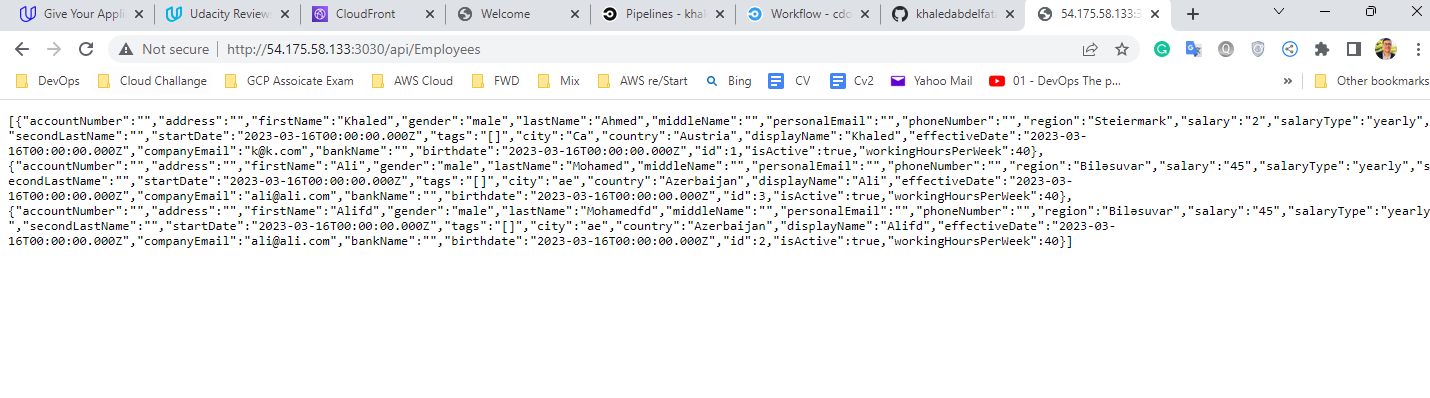 Give Your Appli
Udacity Review
CloudFront
Welcome
Pipelines - khal
Workflow - cdo
khaledabdelfata
54.175.58.133:3
Not secure | http://54.175.58.133:3030/api/Employees
DevOps
Cloud Challange
GCP Assoicate Exam
AWS Cloud
FWD
Mix
AWS re/Start
Bing
CV
Cv2
Yahoo Mail
01 - DevOps The p...
»
Other bookmarks
[{"accountNumber":"","address":"","firstName":"Khaled","gender":"male","lastName":"Ahmed","middleName":"","personalEmail":"","phoneNumber":"","region":"Steiermark","salary":"2","salaryType":"yearly",
"secondLastName":"","startDate":"2023-03-16T00:00:00.000Z","tags":"[]","city":"Ca","country":"Austria","displayName":"Khaled","effectiveDate":"2023-03-
16T00:00:00.000Z","companyEmail":"k@k.com","bankName":"","birthdate":"2023-03-16T00:00:00.000Z","id":1,"isActive":true,"workingHoursPerWeek":40},
{"accountNumber":"","address":"","firstName":"Ali","gender":"male","lastName":"Mohamed","middleName":"","personalEmail":"","phoneNumber":"","region":"Biləsuvar","salary":"45","salaryType":"yearly","s
econdLastName":"","startDate":"2023-03-16T00:00:00.000Z","tags":"[]","city":"ae","country":"Azerbaijan","displayName":"Ali","effectiveDate":"2023-03-
16T00:00:00.000Z","companyEmail":"ali@ali.com","bankName":"","birthdate":"2023-03-16T00:00:00.000Z","id":3,"isActive":true,"workingHoursPerWeek":40},
{"accountNumber":"","address":"","firstName":"Alifd","gender":"male","lastName":"Mohamedfd","middleName":"","personalEmail":"","phoneNumber":"","region":"Biləsuvar","salary":"45","salaryType":"yearly
","secondLastName":"","startDate":"2023-03-16T00:00:00.000Z","tags":"[]","city":"ae","country":"Azerbaijan","displayName":"Alifd","effectiveDate":"2023-03-
16T00:00:00.000Z","companyEmail":"ali@ali.com","bankName":"","birthdate":"2023-03-16T00:00:00.000Z","id":2,"isActive":true,"workingHoursPerWeek":40}]